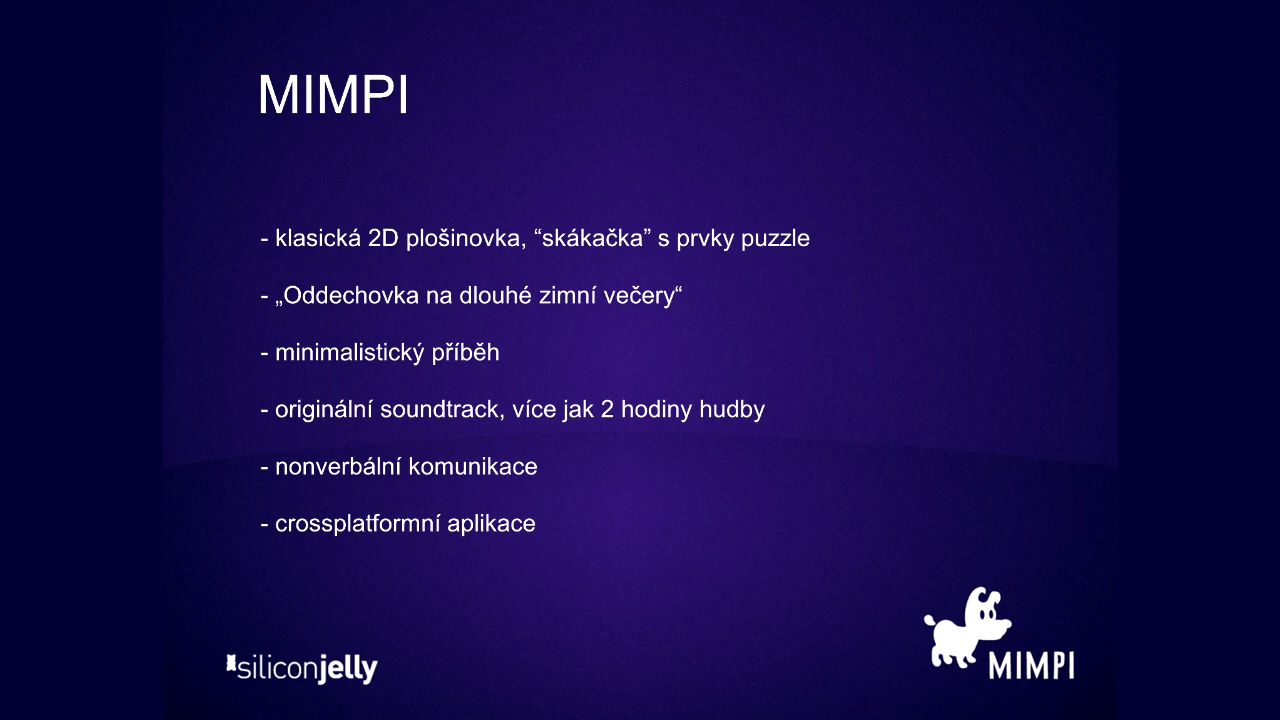 MIMPI
- klasická 2D plošinovka, “skákačka” s prvky puzzle
- „Oddechovka na dlouhé zimní večery“
- minimalistický příběh
- originální soundtrack, více jak 2 hodiny hudby
- nonverbální komunikace
- crossplatformní aplikace
siliconjelly
MIMPI